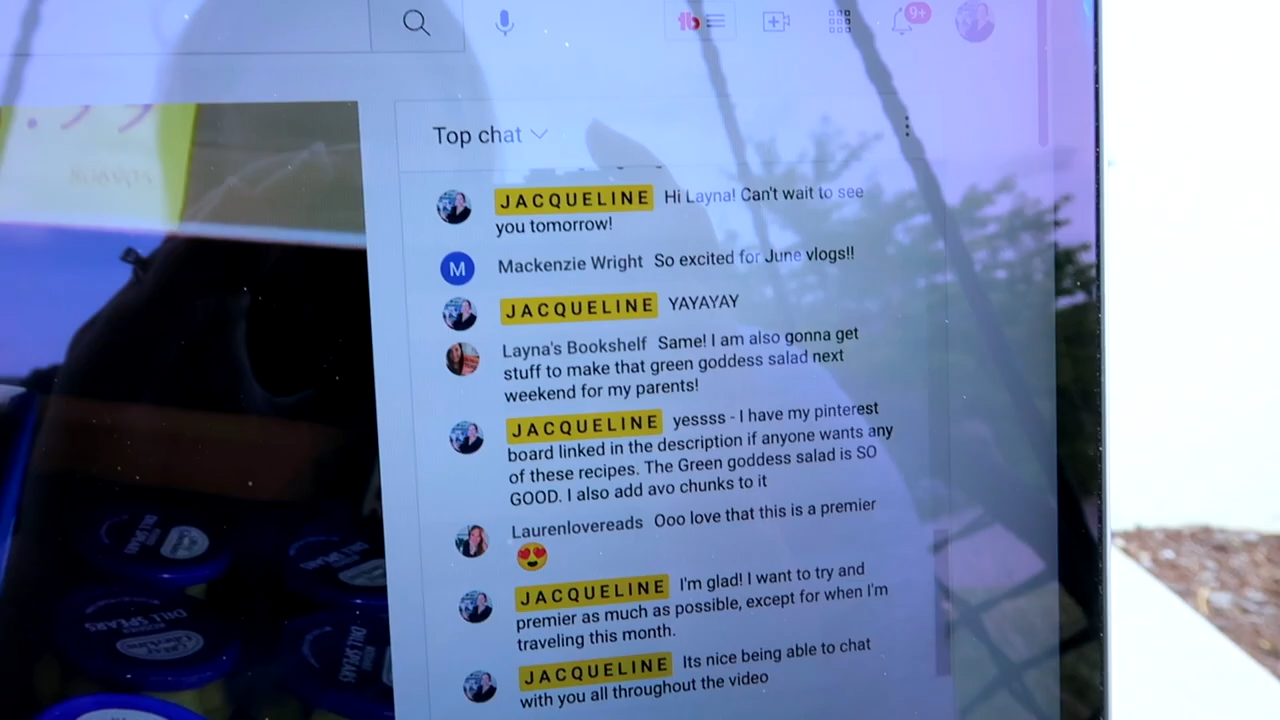 9+
Top chat
JACQUELINE Hi Layna! Can't wait to see
you tomorrow!
M Mackenzie Wright So excited for June vlogs!!
JACQUELINE YAYAYAY
Layna's Bookshelf Same! I am also gonna get
stuff to make that green goddess salad next
weekend for my parents!
JACQUELINE yessss - I have my pinterest
board linked in the description if anyone wants any
of these recipes. The Green goddess salad is SO
GOOD. I also add avo chunks to it
Laurenlovereads Ooo love that this is a premier
😍
JACQUELINE I'm glad! I want to try and
premier as much as possible, except for when I'm
traveling this month.
JACQUELINE Its nice being able to chat
with you all throughout the video
DILL SPEARS
DILL SPEARS
DILL SPEARS